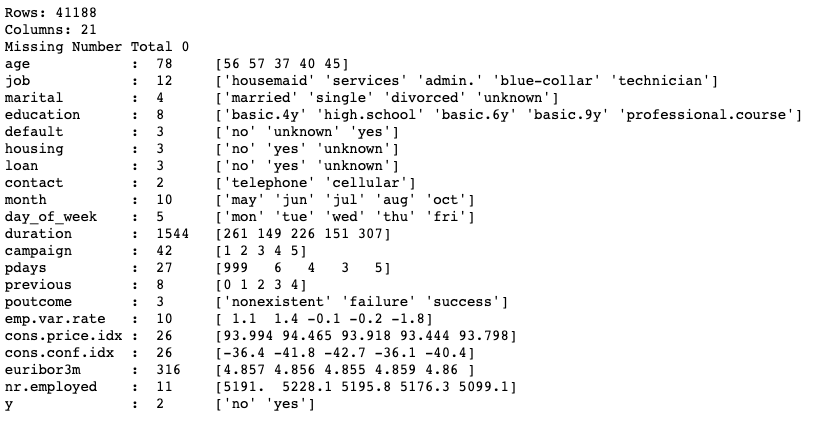 Rows: 41188
Columns: 21
Missing Number Total 0
age : 78 [56 57 37 40 45]
job : 12 ['housemaid' 'services' 'admin.' 'blue-collar' 'technician']
marital : 4 ['married' 'single' 'divorced' 'unknown']
education : 8 ['basic.4y' 'high.school' 'basic.6y' 'basic.9y' 'professional.course']
default : 3 ['no' 'unknown' 'yes']
housing : 3 ['no' 'yes' 'unknown']
loan : 3 ['no' 'yes' 'unknown']
contact : 2 ['telephone' 'cellular']
month : 10 ['may' 'jun' 'jul' 'aug' 'oct']
day_of_week : 5 ['mon' 'tue' 'wed' 'thu' 'fri']
duration : 1544 [261 149 226 151 307]
campaign : 42 [1 2 3 4 5]
pdays : 27 [999 6 4 3 5]
previous : 8 [0 1 2 3 4]
poutcome : 3 ['nonexistent' 'failure' 'success']
emp.var.rate : 10 [ 1.1 1.4 -0.1 -0.2 -1.8]
cons.price.idx : 26 [93.994 94.465 93.918 93.444 93.798]
cons.conf.idx : 26 [-36.4 -41.8 -42.7 -36.1 -40.4]
euribor3m : 316 [4.857 4.856 4.855 4.859 4.86 ]
nr.employed : 11 [5191. 5228.1 5195.8 5176.3 5099.1]
y : 2 ['no' 'yes']